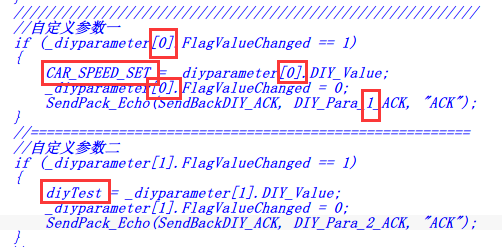 //////////////////////////////////////////////////////////
//自定义参数一
if (_diyparameter[0].FlagValueChanged == 1)
{
CAR_SPEED_SET = _diyparameter[0].DIY_Value;
_diyparameter[0].FlagValueChanged = 0;
SendPack_Echo(SendBackDIY_ACK, DIY_Para_1_ACK, "ACK");
}
//=======================================================
//自定义参数二
if (_diyparameter[1].FlagValueChanged == 1)
{
diyTest = _diyparameter[1].DIY_Value;
_diyparameter[1].FlagValueChanged = 0;
SendPack_Echo(SendBackDIY_ACK, DIY_Para_2_ACK, "ACK");
}